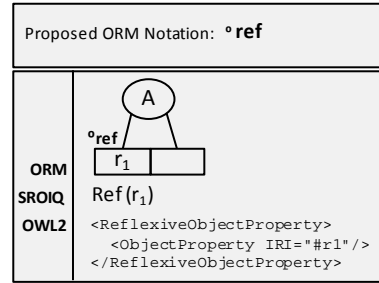 Proposed ORM Notation: ° ref
A
°ref
r₁
ORM
SROIQ Ref (r₁)
OWL2 <ReflexiveObjectProperty>
<ObjectProperty IRI="#r1"/>
</ReflexiveObjectProperty>